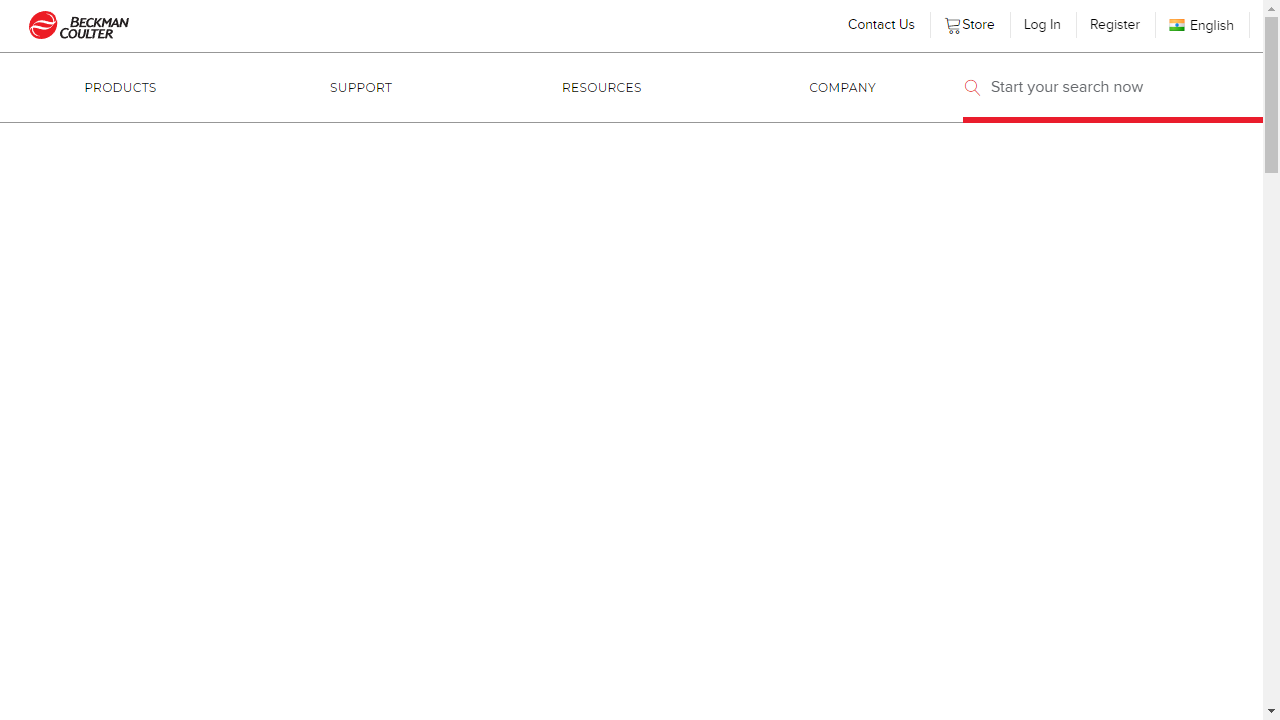 BECKMAN
COULTER
Contact Us
Store
Log In
Register
English
PRODUCTS
SUPPORT
RESOURCES
COMPANY
Start your search now